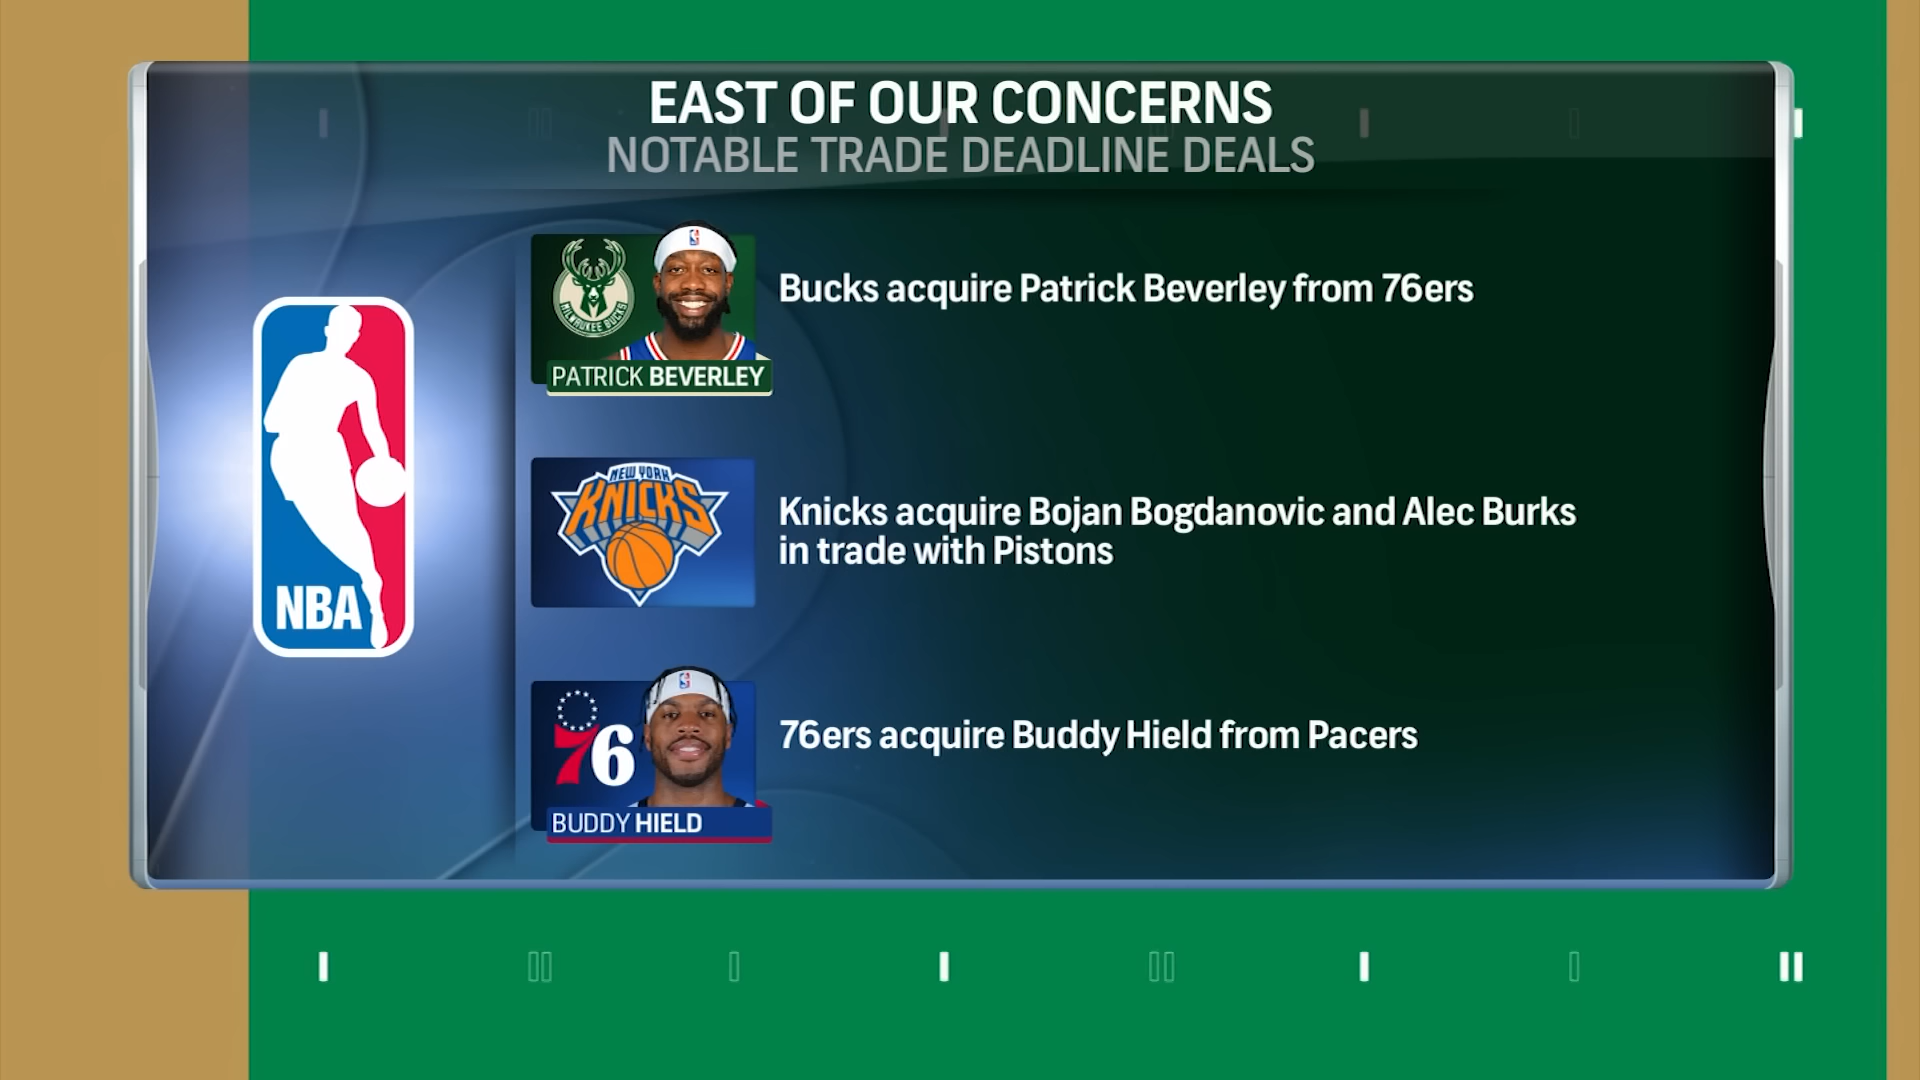 EAST OF OUR CONCERNS
NOTABLE TRADE DEADLINE DEALS
NBA
MILWAUKEE BUCKS
PATRICK BEVERLEY
Bucks acquire Patrick Beverley from 76ers
NEW YORK
KNICKS
Knicks acquire Bojan Bogdanovic and Alec Burks
in trade with Pistons
76
BUDDY HIELD
76ers acquire Buddy Hield from Pacers